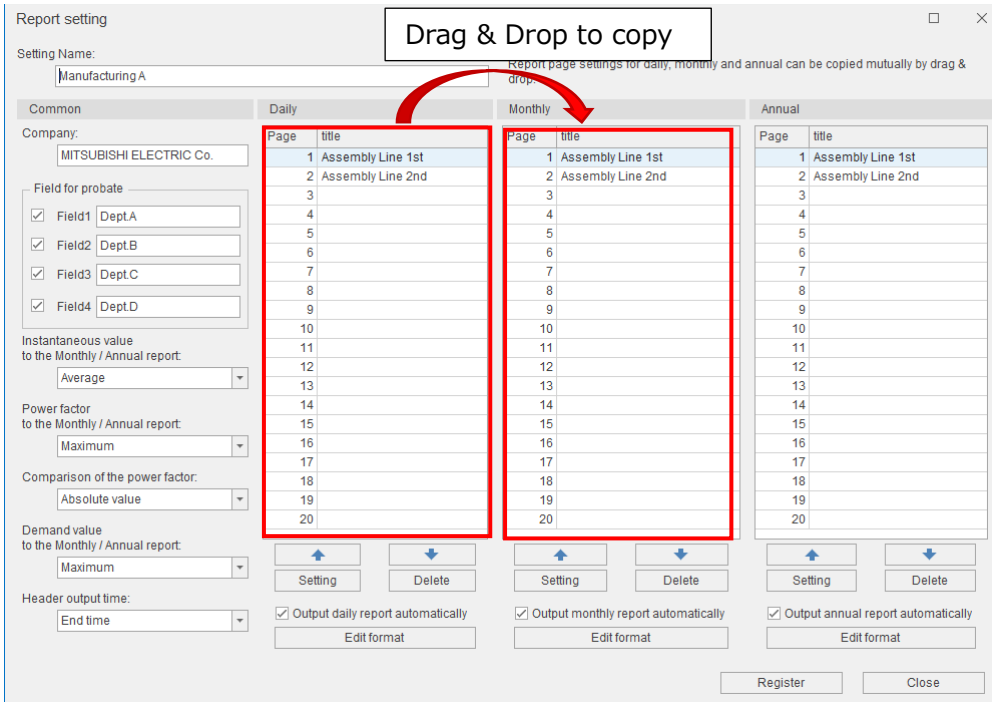 Report setting
Drag & Drop to copy
Setting Name:
Manufacturing A
Report page settings for daily, monthly and annual can be copied mutually by drag &
drop.
Common
Company:
MITSUBISHI ELECTRIC Co.
Field for probate
Field1 Dept.A
Field2 Dept.B
Field3 Dept.C
Field4 Dept.D
Instantaneous value
to the Monthly / Annual report:
Average
Power factor
to the Monthly / Annual report:
Maximum
Comparison of the power factor:
Absolute value
Demand value
to the Monthly / Annual report:
Maximum
Header output time:
End time
Daily
Page title
1 Assembly Line 1st
2 Assembly Line 2nd
3
4
5
6
7
8
9
10
11
12
13
14
15
16
17
18
19
20
Setting Delete
Output daily report automatically
Edit format
Monthly
Page title
1 Assembly Line 1st
2 Assembly Line 2nd
3
4
5
6
7
8
9
10
11
12
13
14
15
16
17
18
19
20
Setting Delete
Output monthly report automatically
Edit format
Annual
Page title
1 Assembly Line 1st
2 Assembly Line 2nd
3
4
5
6
7
8
9
10
11
12
13
14
15
16
17
18
19
20
Setting Delete
Output annual report automatically
Edit format
Register Close